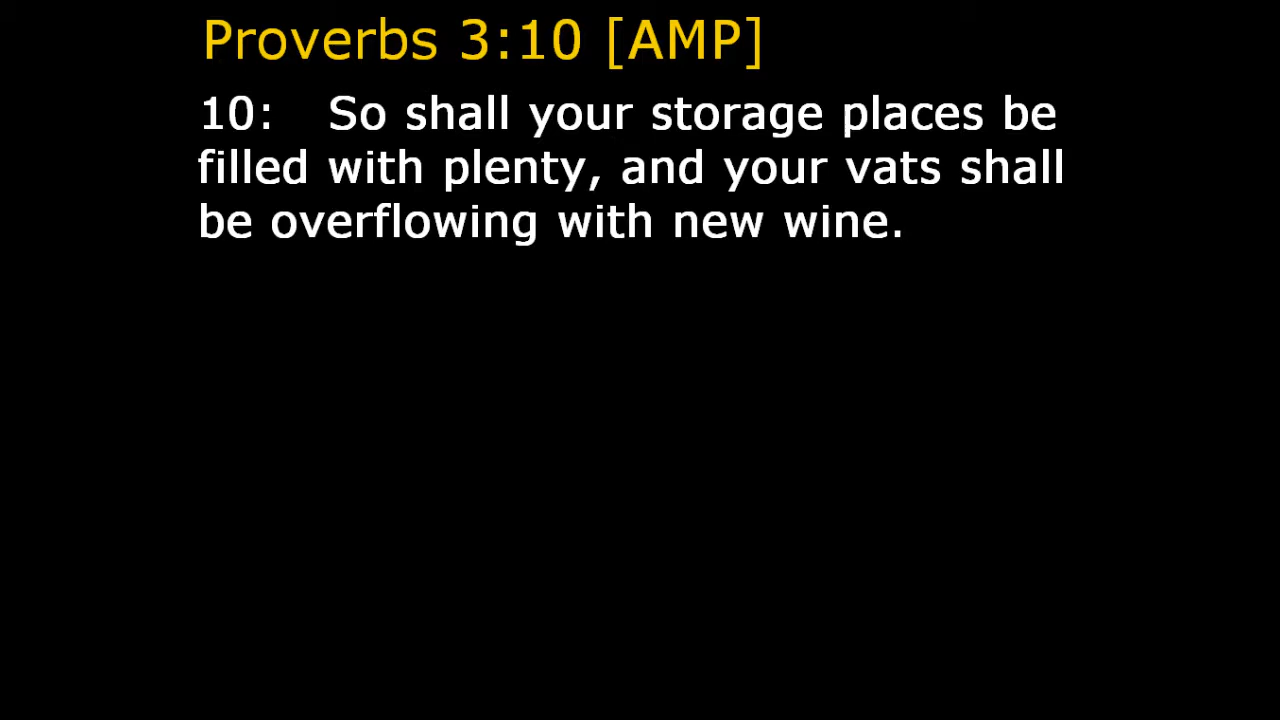 Proverbs 3:10 [AMP]
10: So shall your storage places be
filled with plenty, and your vats shall
be overflowing with new wine.